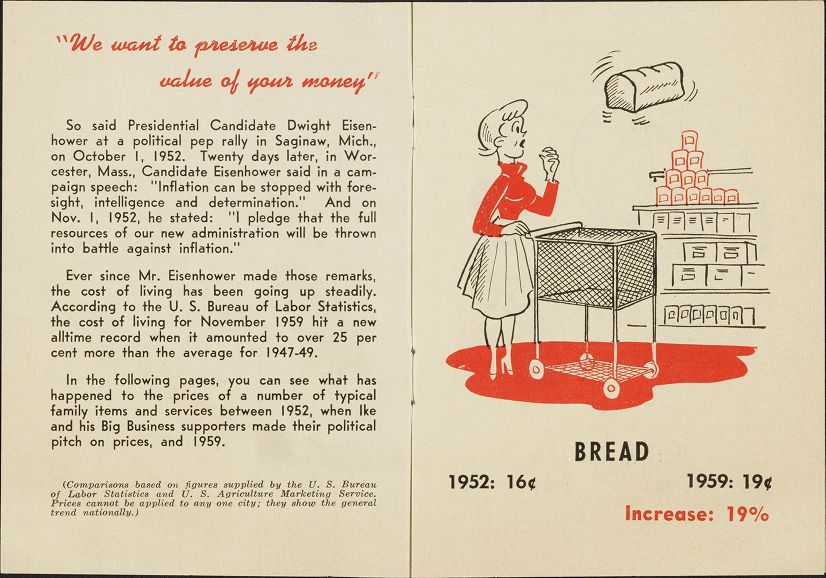 "We want to preserve the
value of your money"
So said Presidential Candidate Dwight Eisen-
hower at a political pep rally in Saginaw, Mich.,
on October 1, 1952. Twenty days later, in Wor-
cester, Mass., Candidate Eisenhower said in a cam-
paign speech: "Inflation can be stopped with fore-
sight, intelligence and determination." And on
Nov. 1, 1952, he stated: "I pledge that the full
resources of our new administration will be thrown
into battle against inflation."
Ever since Mr. Eisenhower made those remarks,
the cost of living has been going up steadily.
According to the U. S. Bureau of Labor Statistics,
the cost of living for November 1959 hit a new
alltime record when it amounted to over 25 per
cent more than the average for 1947-49.
In the following pages, you can see what has
happened to the prices of a number of typical
family items and services between 1952, when Ike
and his Big Business supporters made their political
pitch on prices, and 1959.
(Comparisons based on figures supplied by the U. S. Bureau
of Labor Statistics and U. S. Agriculture Marketing Service.
Prices cannot be applied to any one city; they show the general
trend nationally.)
BREAD
1952: 16¢ 1959: 19¢
Increase: 19%